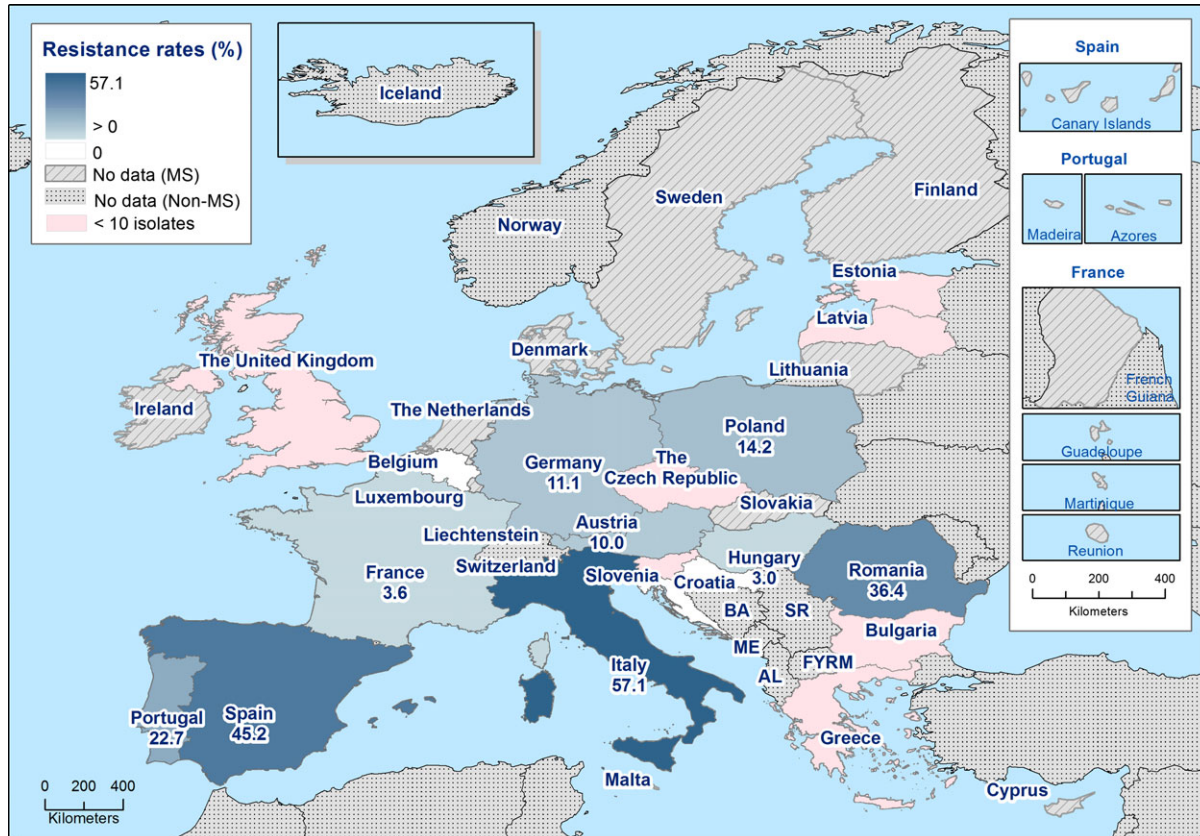 Resistance rates (%)
57.1
> 0
0
No data (MS)
No data (Non-MS)
< 10 isolates
Iceland
Norway
Sweden
Finland
Estonia
Latvia
Lithuania
Denmark
The United Kingdom
Ireland
The Netherlands
Belgium
Luxembourg
Germany
11.1
Poland
14.2
The
Czech Republic
Slovakia
Liechtenstein
Austria
10.0
Switzerland
Hungary
3.0
France
3.6
Slovenia
Croatia
Romania
36.4
BA
SR
Bulgaria
ME
FYRM
AL
Italy
57.1
Portugal
22.7
Spain
45.2
Greece
Malta
Cyprus
0 200 400
Kilometers
Spain
Canary Islands
Portugal
Madeira
Azores
France
French
Guiana
Guadeloupe
Martinique
Reunion
0 200 400
Kilometers